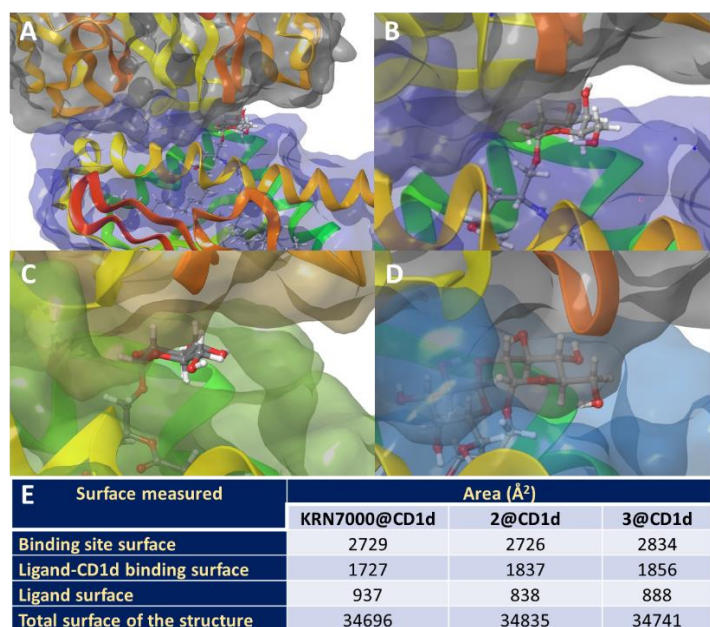 A
B
C
D
E Surface measured Area (Å²)
KRN7000@CD1d 2@CD1d 3@CD1d
Binding site surface 2729 2726 2834
Ligand-CD1d binding surface 1727 1837 1856
Ligand surface 937 838 888
Total surface of the structure 34696 34835 34741